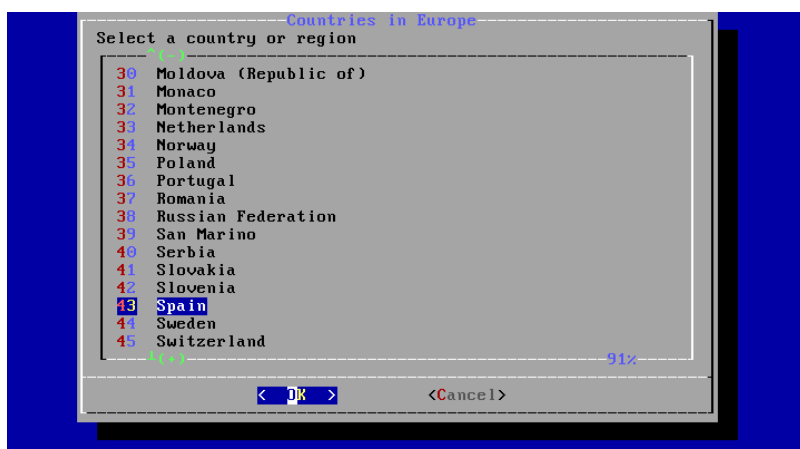 Countries in Europe
Select a country or region
^(-)
30 Moldova (Republic of)
31 Monaco
32 Montenegro
33 Netherlands
34 Norway
35 Poland
36 Portugal
37 Romania
38 Russian Federation
39 San Marino
40 Serbia
41 Slovakia
42 Slovenia
43 Spain
44 Sweden
45 Switzerland
(+) 91%
< OK > <Cancel>